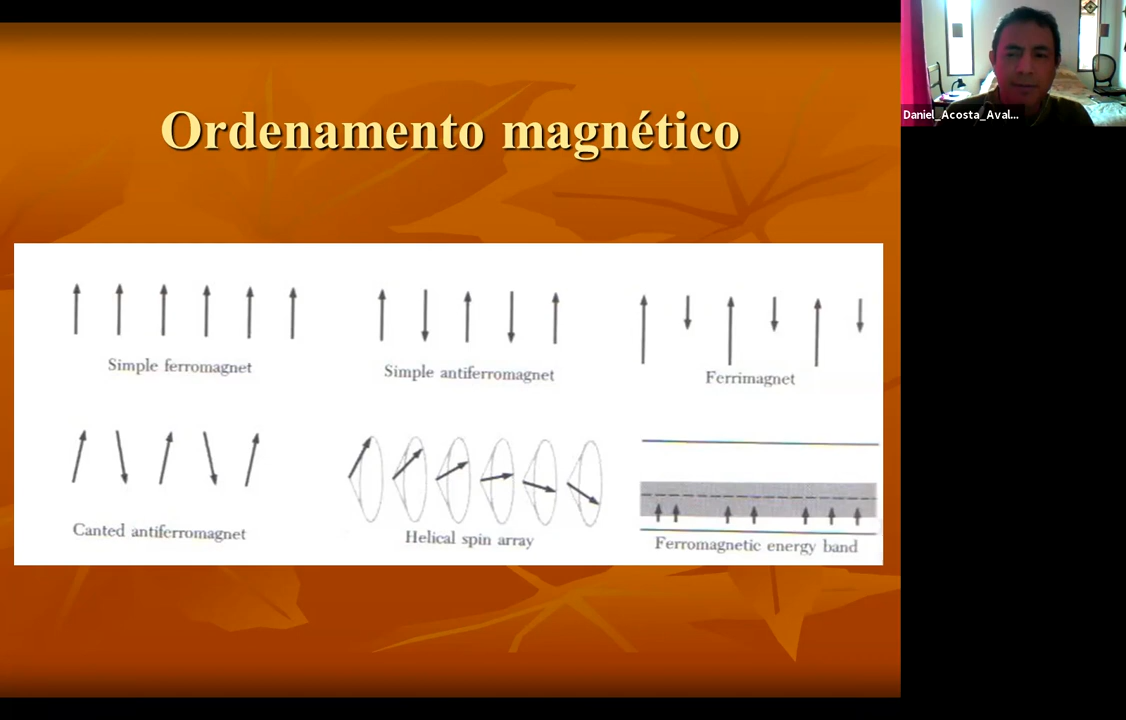 Ordenamento magnético
Daniel_Acosta_Aval...
Simple ferromagnet
Simple antiferromagnet
Ferrimagnet
Canted antiferromagnet
Helical spin array
Ferromagnetic energy band